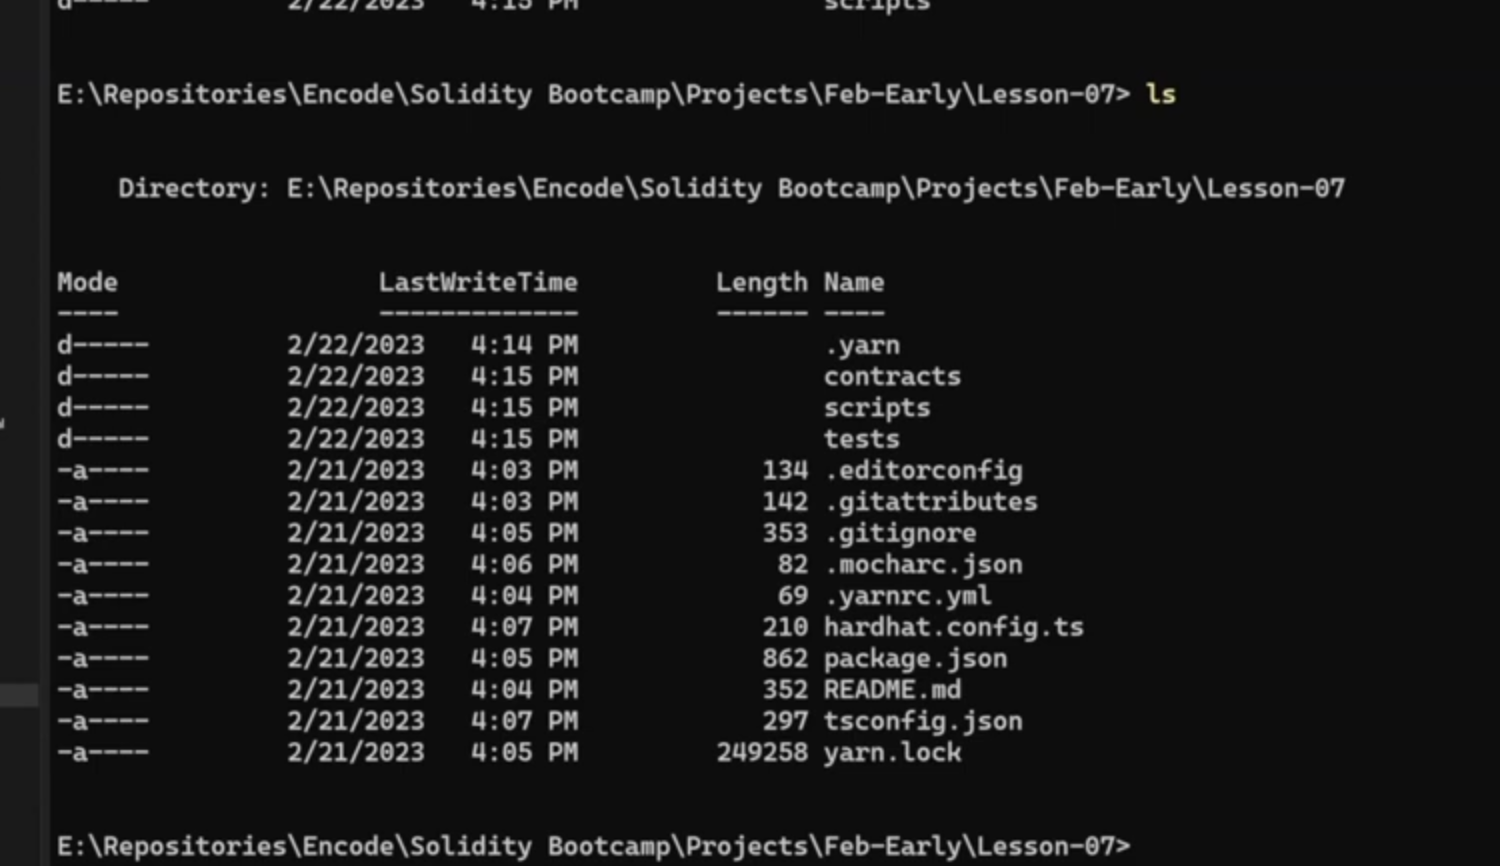 d----- 2/22/2023 4:15 PM scripts
E:\Repositories\Encode\Solidity Bootcamp\Projects\Feb-Early\Lesson-07> ls
Directory: E:\Repositories\Encode\Solidity Bootcamp\Projects\Feb-Early\Lesson-07
Mode LastWriteTime Length Name
---- ------------- ------ ----
d----- 2/22/2023 4:14 PM .yarn
d----- 2/22/2023 4:15 PM contracts
d----- 2/22/2023 4:15 PM scripts
d----- 2/22/2023 4:15 PM tests
-a---- 2/21/2023 4:03 PM 134 .editorconfig
-a---- 2/21/2023 4:03 PM 142 .gitattributes
-a---- 2/21/2023 4:05 PM 353 .gitignore
-a---- 2/21/2023 4:06 PM 82 .mocharc.json
-a---- 2/21/2023 4:04 PM 69 .yarnrc.yml
-a---- 2/21/2023 4:07 PM 210 hardhat.config.ts
-a---- 2/21/2023 4:05 PM 862 package.json
-a---- 2/21/2023 4:04 PM 352 README.md
-a---- 2/21/2023 4:07 PM 297 tsconfig.json
-a---- 2/21/2023 4:05 PM 249258 yarn.lock
E:\Repositories\Encode\Solidity Bootcamp\Projects\Feb-Early\Lesson-07>